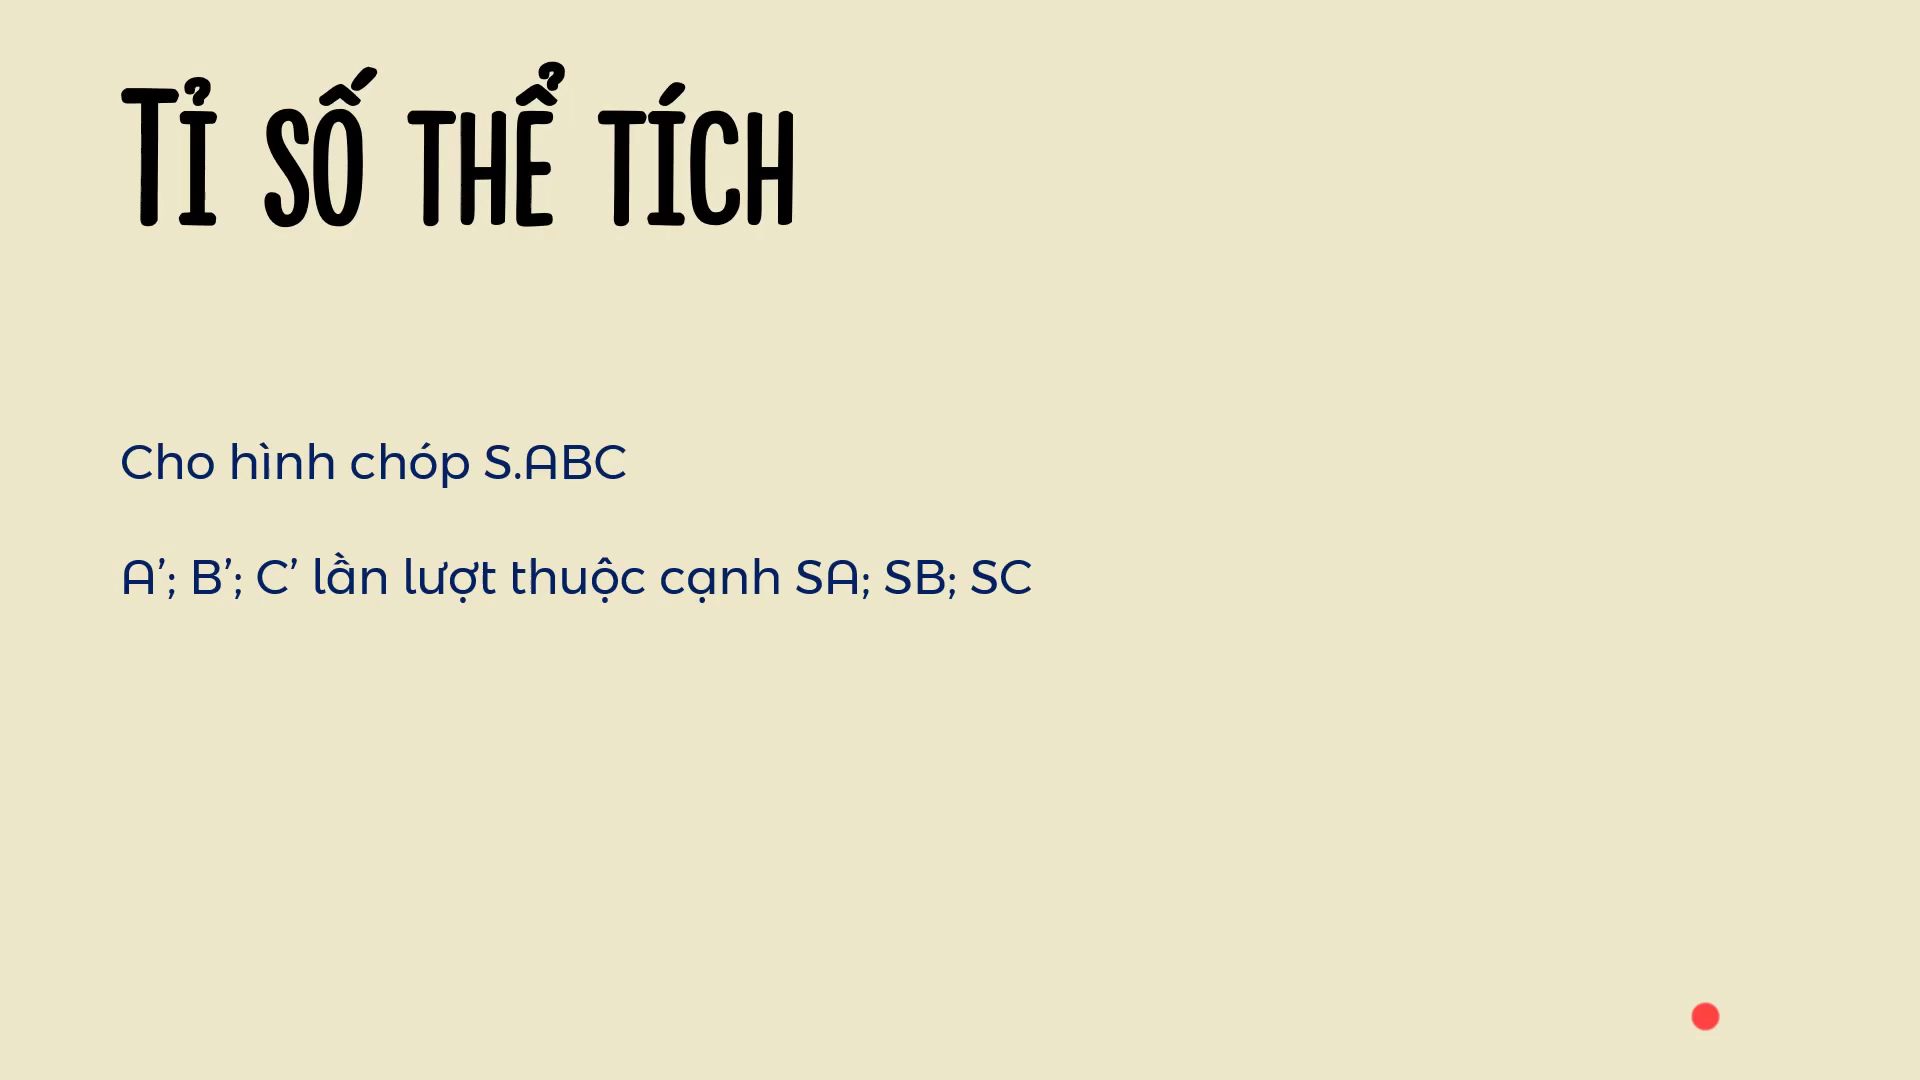 Tỉ số thể tích
Cho hình chóp S.ABC
A’; B’; C’ lần lượt thuộc cạnh SA; SB; SC